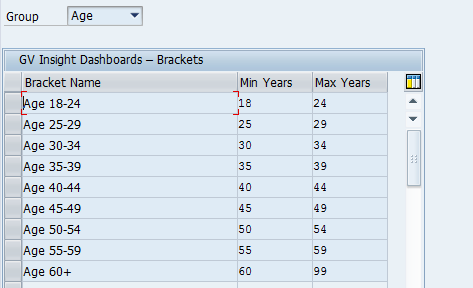 Group Age
GV Insight Dashboards – Brackets
Bracket Name Min Years Max Years
Age 18-24 18 24
Age 25-29 25 29
Age 30-34 30 34
Age 35-39 35 39
Age 40-44 40 44
Age 45-49 45 49
Age 50-54 50 54
Age 55-59 55 59
Age 60+ 60 99